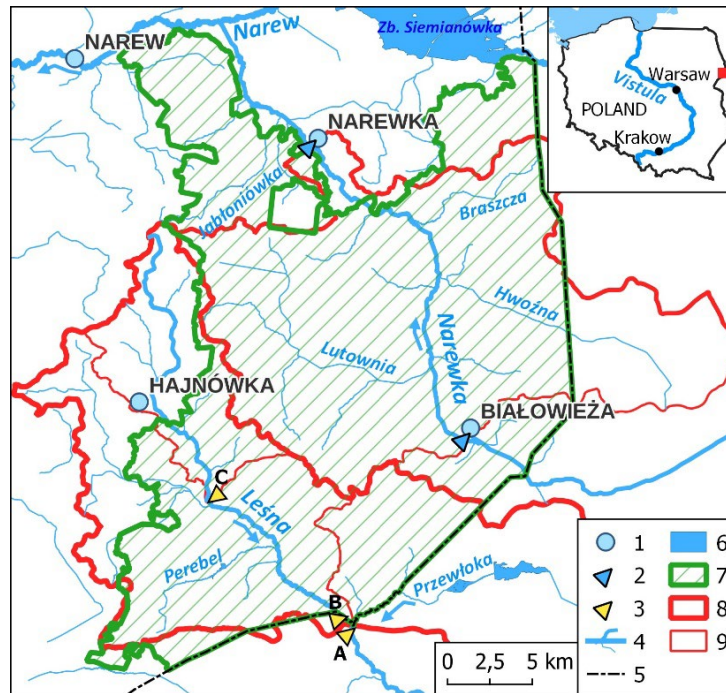 NAREW
Narew
Zb. Siemianówka
Warsaw
Vistula
POLAND
Krakow
NAREWKA
Jabłoniówka
Braszcza
Hwoźna
Narewka
Lutownia
HAJNÓWKA
BIAŁOWIEŻA
C
Leśna
Perebel
Przewłoka
B
A
0 2,5 5 km
1 6
2 7
3 8
4 9
5